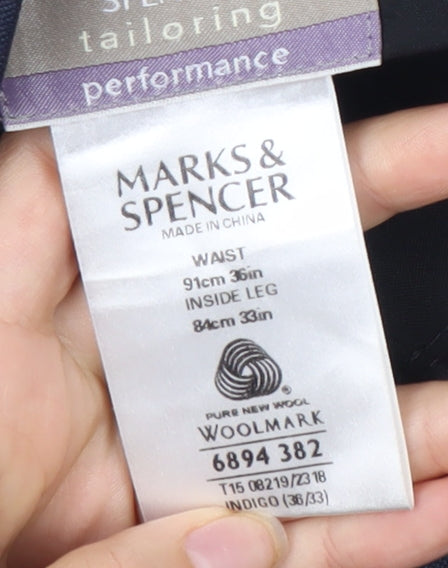 tailoring
performance
MARKS &
SPENCER
MADE IN CHINA
WAIST
91cm 36in
INSIDE LEG
84cm 33in
®
PURE NEW WOOL
WOOLMARK
6894 382
T15 08219/Z318
INDIGO (36/33)